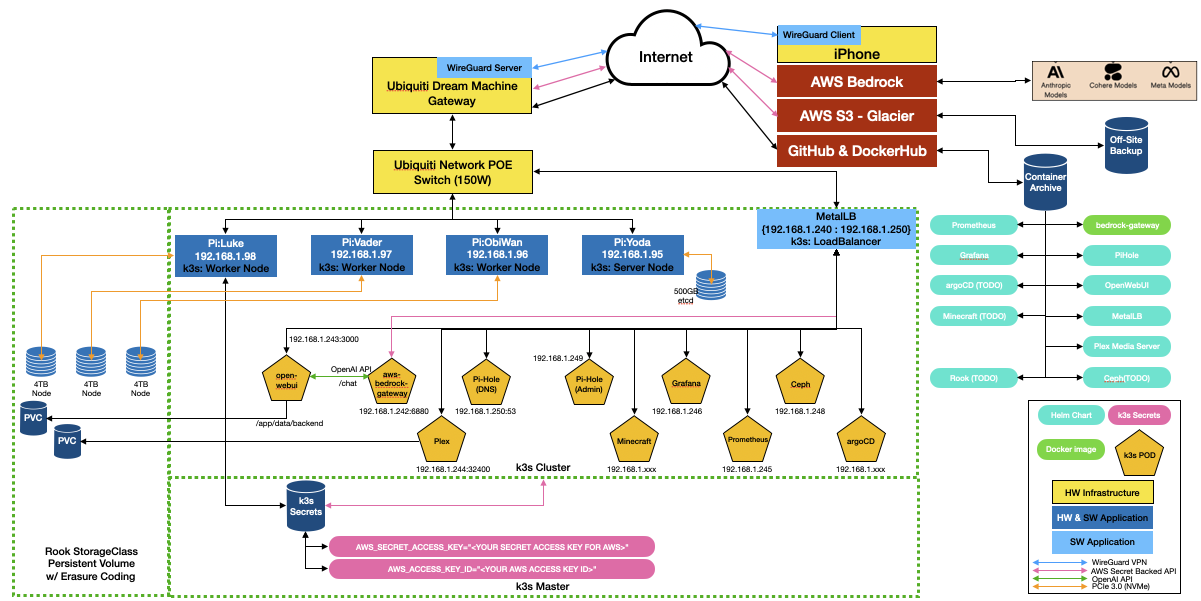 WireGuard Client
iPhone
Internet
WireGuard Server
Ubiquiti Dream Machine
Gateway
AWS Bedrock
AWS S3 - Glacier
GitHub & DockerHub
Anthropic
Models
Cohere Models
Meta Models
Off-Site
Backup
Container
Archive
Ubiquiti Network POE
Switch (150W)
MetalLB
{192.168.1.240 : 192.168.1.250}
k3s: LoadBalancer
Pi:Luke
192.168.1.98
k3s: Worker Node
Pi:Vader
192.168.1.97
k3s: Worker Node
Pi:ObiWan
192.168.1.96
k3s: Worker Node
Pi:Yoda
192.168.1.95
k3s: Server Node
500GB
etcd
Prometheus
bedrock-gateway
Grafana
PiHole
argoCD (TODO)
OpenWebUI
Minecraft (TODO)
MetalLB
Plex Media Server
Rook (TODO)
Ceph(TODO)
4TB
Node
4TB
Node
4TB
Node
PVC
PVC
192.168.1.243:3000
open-
webui
OpenAI API
/chat
aws-
bedrock-
gateway
192.168.1.242:6880
Pi-Hole
(DNS)
192.168.1.250:53
192.168.1.249
Pi-Hole
(Admin)
Grafana
192.168.1.246
Ceph
192.168.1.248
/app/data/backend
Plex
192.168.1.244:32400
Minecraft
192.168.1.xxx
Prometheus
192.168.1.245
argoCD
192.168.1.xxx
k3s Cluster
k3s
Secrets
AWS_SECRET_ACCESS_KEY="<YOUR SECRET ACCESS KEY FOR AWS>"
AWS_ACCESS_KEY_ID="<YOUR AWS ACCESS KEY ID>"
k3s Master
Rook StorageClass
Persistent Volume
w/ Erasure Coding
Helm Chart
k3s Secrets
Docker image
k3s POD
HW Infrastructure
HW & SW Application
SW Application
WireGuard VPN
AWS Secret Backed API
OpenAI API
PCIe 3.0 (NVMe)